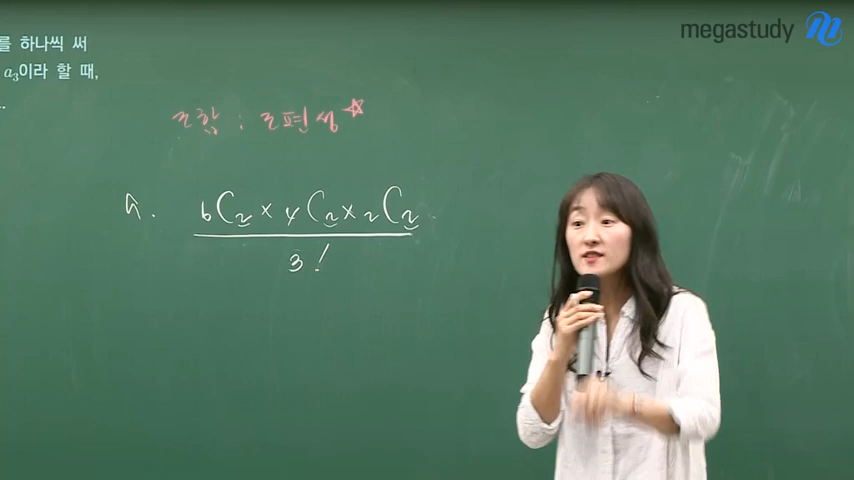 megastudy
를 하나씩 써
a₃이라 할 때,
..
조합 : 조편성 ☆
₆C₂ × ₄C₂ × ₂C₂
3!